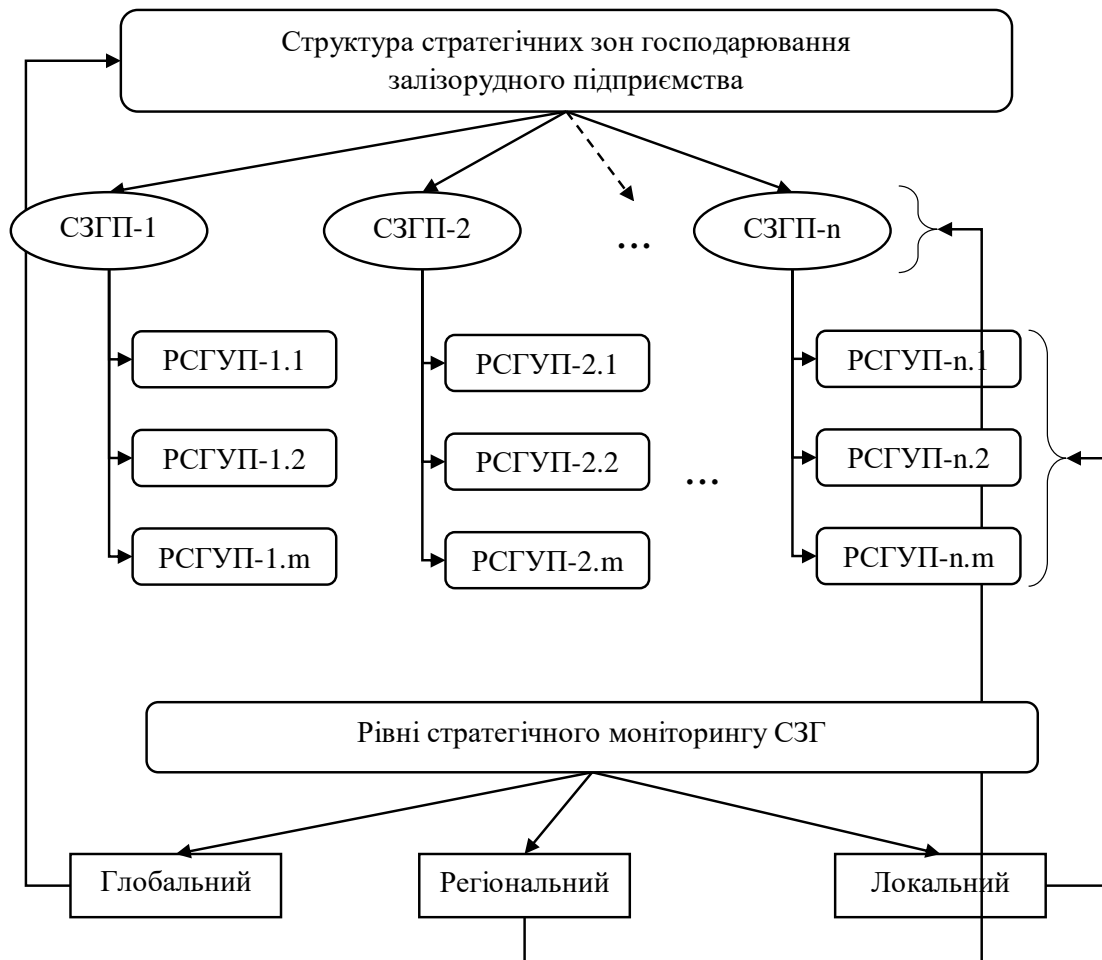 Структура стратегічних зон господарювання
залізорудного підприємства
СЗГП-1
СЗГП-2
...
СЗГП-n
РСГУП-1.1
РСГУП-2.1
РСГУП-n.1
РСГУП-1.2
РСГУП-2.2
...
РСГУП-n.2
РСГУП-1.m
РСГУП-2.m
РСГУП-n.m
Рівні стратегічного моніторингу СЗГ
Глобальний
Регіональний
Локальний